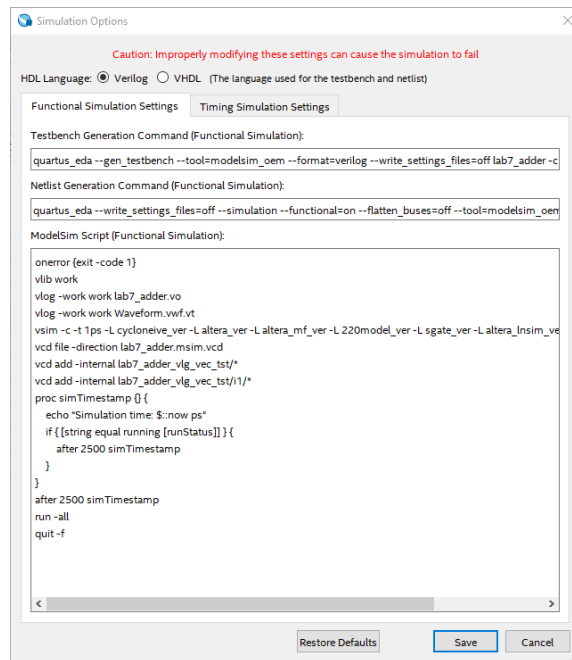 Simulation Options
Caution: Improperly modifying these settings can cause the simulation to fail
HDL Language: Verilog VHDL (The language used for the testbench and netlist)
Functional Simulation Settings Timing Simulation Settings
Testbench Generation Command (Functional Simulation):
quartus_eda --gen_testbench --tool=modelsim_oem --format=verilog --write_settings_files=off lab7_adder -c
Netlist Generation Command (Functional Simulation):
quartus_eda --write_settings_files=off --simulation --functional=on --flatten_buses=off --tool=modelsim_oem
ModelSim Script (Functional Simulation):
onerror {exit -code 1}
vlib work
vlog -work work lab7_adder.vo
vlog -work work Waveform.vwf.vt
vsim -c -t 1ps -L cycloneive_ver -L altera_ver -L altera_mf_ver -L 220model_ver -L sgate_ver -L altera_lnsim_ve
vcd file -direction lab7_adder.msim.vcd
vcd add -internal lab7_adder_vlg_vec_tst/*
vcd add -internal lab7_adder_vlg_vec_tst/i1/*
proc simTimestamp {} {
echo "Simulation time: $::now ps"
if { [string equal running [runStatus]] } {
after 2500 simTimestamp
}
}
after 2500 simTimestamp
run -all
quit -f
Restore Defaults Save Cancel